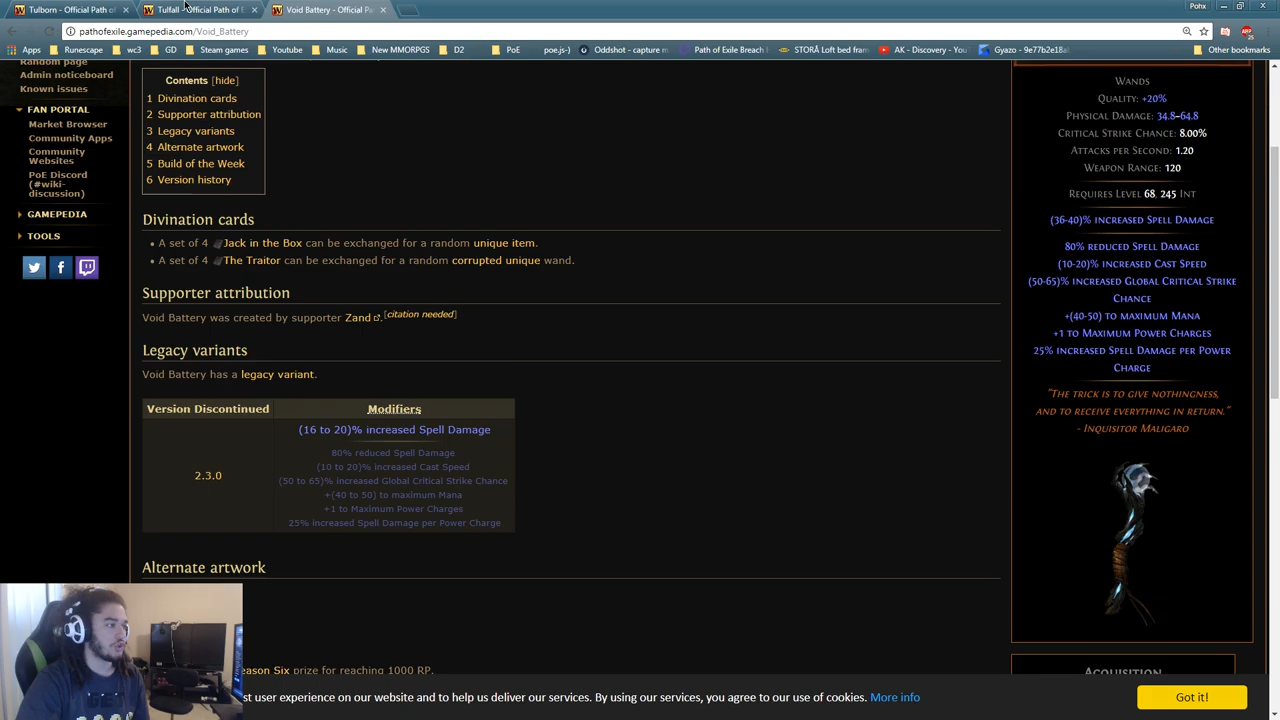 Tulborn - Official Path of
Tulfall - Official Path of E
Void Battery - Official Pa
Pohx
pathofexile.gamepedia.com/Void_Battery
Apps
Runescape
wc3
GD
Steam games
Youtube
Music
New MMORPGS
D2
PoE
poe.js-)
Oddshot - capture m
Path of Exile Breach
STORÅ Loft bed fram
AK - Discovery - You
Gyazo - 9e77b2e18a
Other bookmarks
Random page
Admin noticeboard
Known issues
FAN PORTAL
Market Browser
Community Apps
Community
Websites
PoE Discord
(#wiki-
discussion)
GAMEPEDIA
TOOLS
Contents [hide]
1 Divination cards
2 Supporter attribution
3 Legacy variants
4 Alternate artwork
5 Build of the Week
6 Version history
Divination cards
• A set of 4 Jack in the Box can be exchanged for a random unique item.
• A set of 4 The Traitor can be exchanged for a random corrupted unique wand.
Supporter attribution
Void Battery was created by supporter Zand.[citation needed]
Legacy variants
Void Battery has a legacy variant.
Version Discontinued
Modifiers
2.3.0
(16 to 20)% increased Spell Damage
80% reduced Spell Damage
(10 to 20)% increased Cast Speed
(50 to 65)% increased Global Critical Strike Chance
+(40 to 50) to maximum Mana
+1 to Maximum Power Charges
25% increased Spell Damage per Power Charge
Alternate artwork
eason Six prize for reaching 1000 RP.
Wands
Quality: +20%
Physical Damage: 34.8–64.8
Critical Strike Chance: 8.00%
Attacks per Second: 1.20
Weapon Range: 120
Requires Level 68, 245 Int
(36-40)% increased Spell Damage
80% reduced Spell Damage
(10-20)% increased Cast Speed
(50-65)% increased Global Critical Strike
Chance
+(40-50) to maximum Mana
+1 to Maximum Power Charges
25% increased Spell Damage per Power
Charge
"The trick is to give nothingness,
and to receive everything in return."
- Inquisitor Maligaro
Acquisition
st user experience on our website and to help us deliver our services. By using our services, you agree to our use of cookies. More info
Got it!